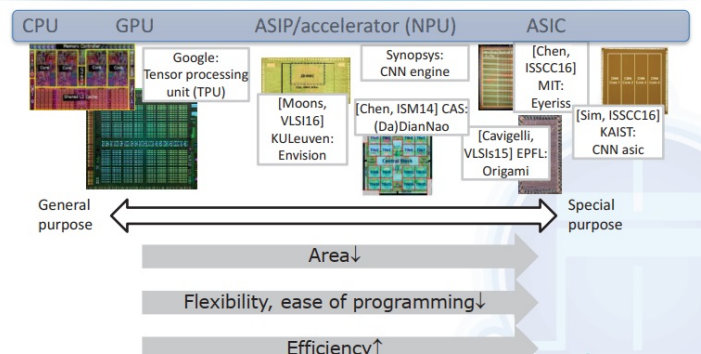 CPU GPU ASIP/accelerator (NPU) ASIC
Google:
Tensor processing
unit (TPU)
[Moons,
VLSI16]
KULeuven:
Envision
Synopsys:
CNN engine
[Chen, ISM14] CAS:
(Da)DianNao
[Chen,
ISSCC16]
MIT:
Eyeriss
[Cavigelli,
VLSIs15] EPFL:
Origami
[Sim, ISSCC16]
KAIST:
CNN asic
General
purpose
Special
purpose
Area↓
Flexibility, ease of programming↓
Efficiency↑